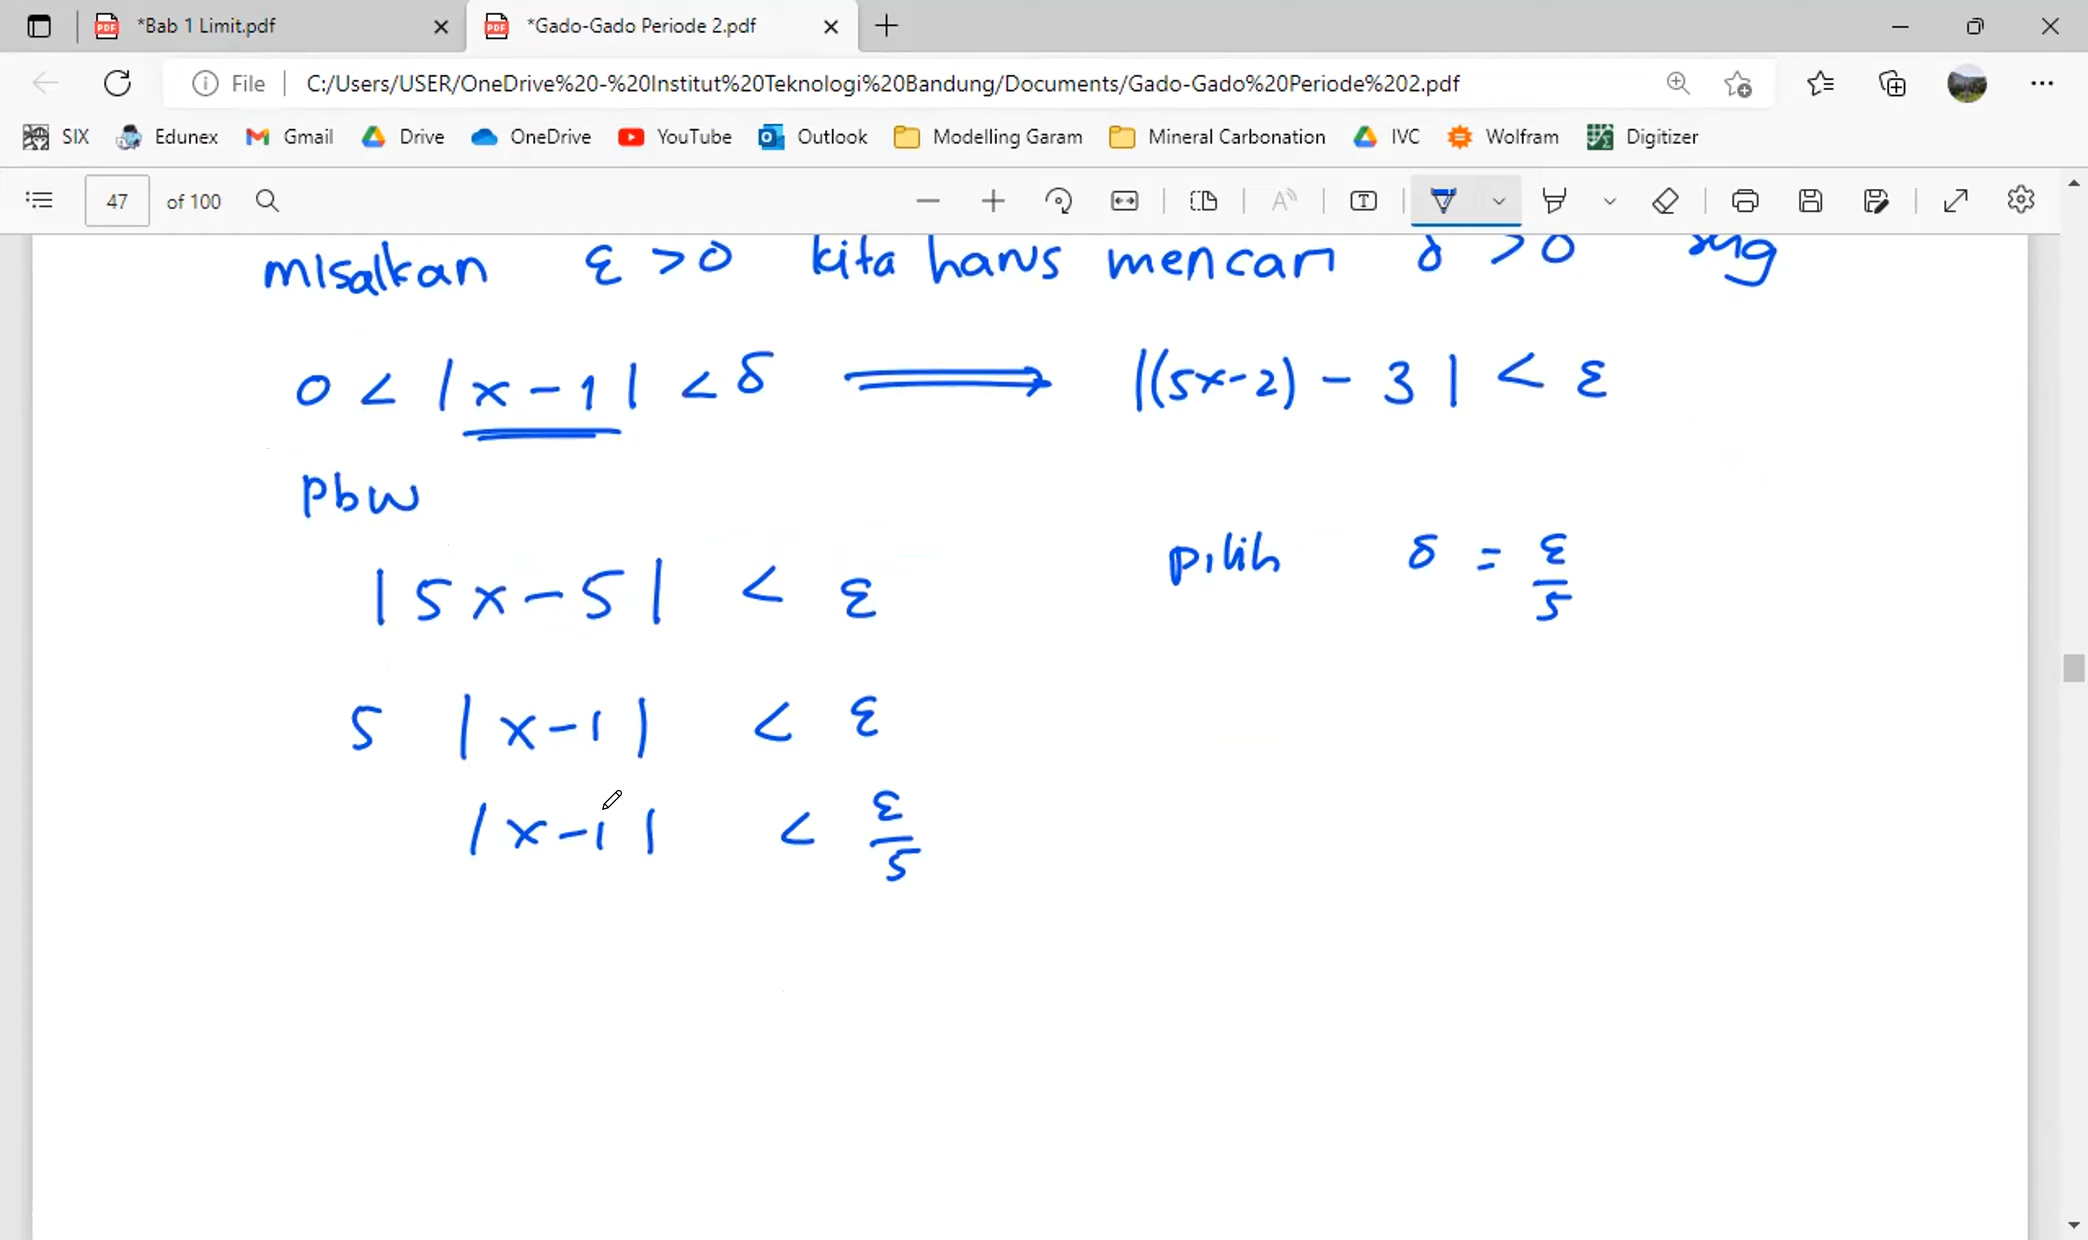 *Bab 1 Limit.pdf
*Gado-Gado Periode 2.pdf
File
C:/Users/USER/OneDrive%20-%20Institut%20Teknologi%20Bandung/Documents/Gado-Gado%20Periode%202.pdf
SIX Edunex Gmail Drive OneDrive YouTube Outlook Modelling Garam Mineral Carbonation IVC Wolfram Digitizer
47 of 100
misalkan ε > 0 kita harus mencari δ > 0 shg
0 < |x - 1| < δ ⟹ |(5x-2) - 3| < ε
Pbw
|5x - 5| < ε
pilih δ = ε/5
5 |x-1| < ε
|x-1| < ε/5